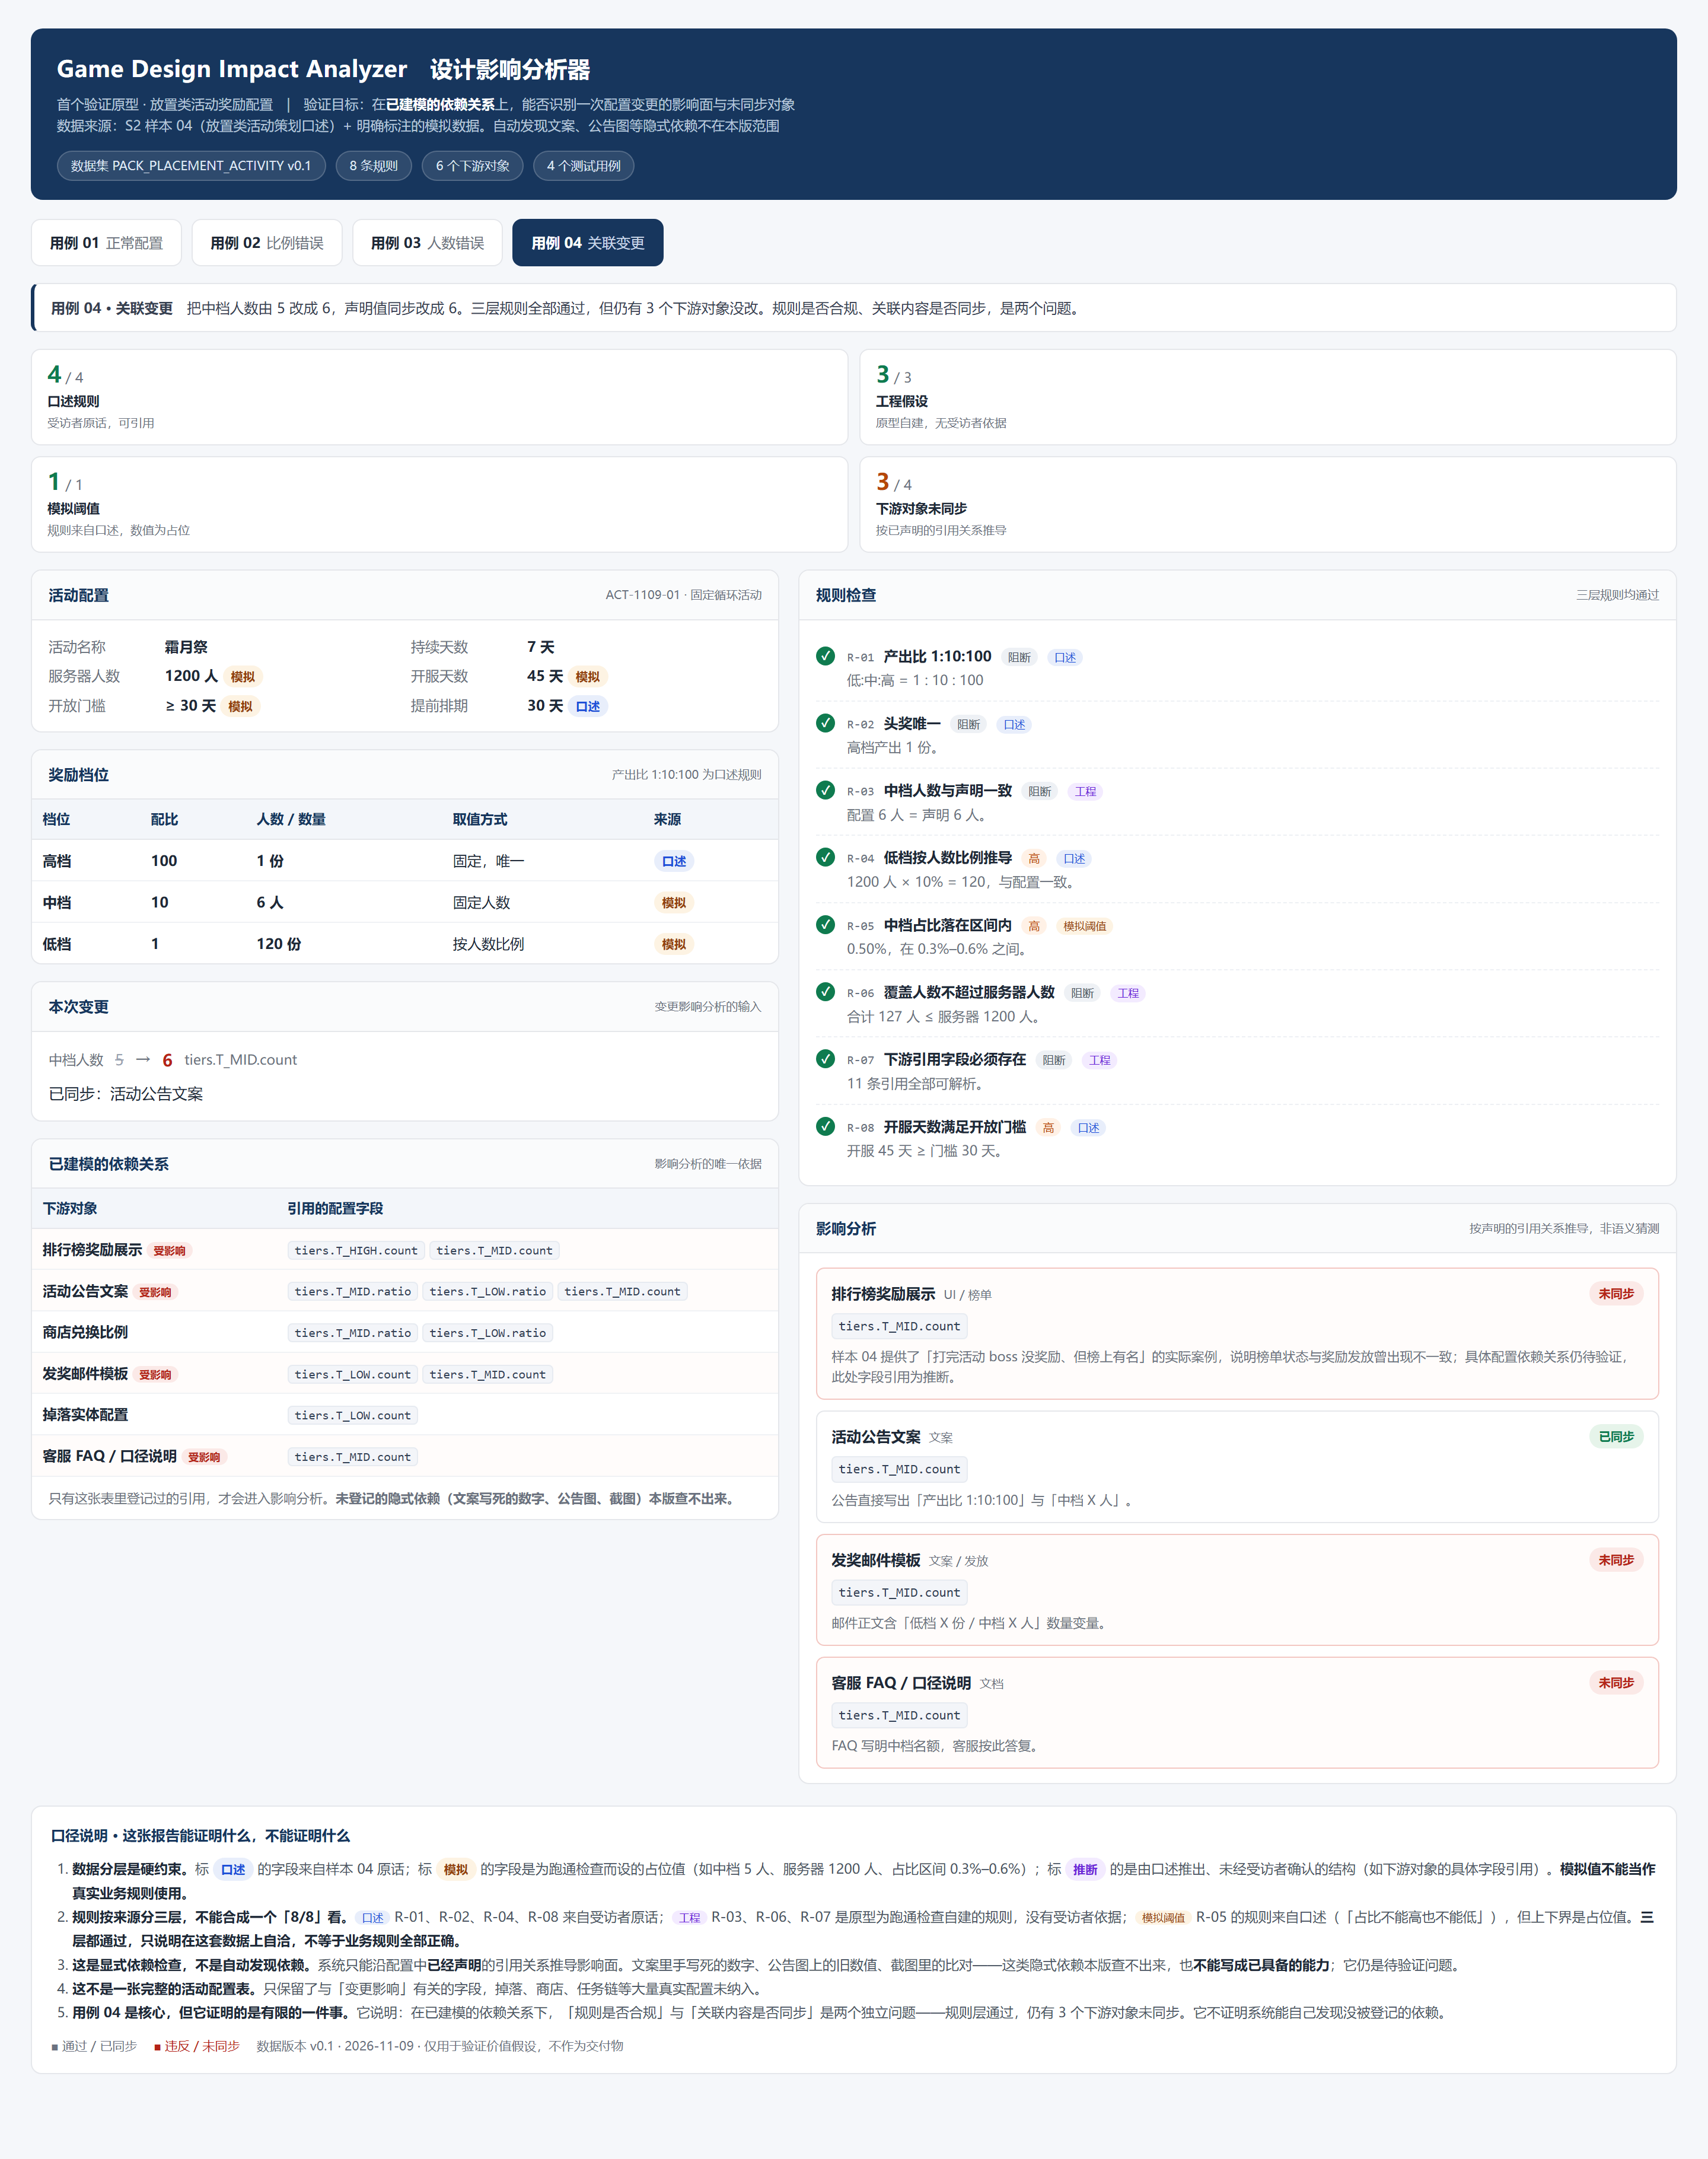 Game Design Impact Analyzer 设计影响分析器
首个验证原型 · 放置类活动奖励配置 | 验证目标：在已建模的依赖关系上，能否识别一次配置变更的影响面与未同步对象
数据来源：S2 样本 04（放置类活动策划口述）+ 明确标注的模拟数据。自动发现文案、公告图等隐式依赖不在本版范围
数据集 PACK_PLACEMENT_ACTIVITY v0.1 8 条规则 6 个下游对象 4 个测试用例
用例 01 正常配置 用例 02 比例错误 用例 03 人数错误 用例 04 关联变更
用例 04 • 关联变更 把中档人数由 5 改成 6，声明值同步改成 6。三层规则全部通过，但仍有 3 个下游对象没改。规则是否合规、关联内容是否同步，是两个问题。
4 / 4
口述规则
受访者原话，可引用
3 / 3
工程假设
原型自建，无受访者依据
1 / 1
模拟阈值
规则来自口述，数值为占位
3 / 4
下游对象未同步
按已声明的引用关系推导
活动配置 ACT-1109-01 · 固定循环活动
活动名称 霜月祭 持续天数 7 天
服务器人数 1200 人 模拟 开服天数 45 天 模拟
开放门槛 ≥ 30 天 模拟 提前排期 30 天 口述
奖励档位 产出比 1:10:100 为口述规则
档位 配比 人数 / 数量 取值方式 来源
高档 100 1 份 固定，唯一 口述
中档 10 6 人 固定人数 模拟
低档 1 120 份 按人数比例 模拟
本次变更 变更影响分析的输入
中档人数 5 → 6 tiers.T_MID.count
已同步：活动公告文案
已建模的依赖关系 影响分析的唯一依据
下游对象 引用的配置字段
排行榜奖励展示 受影响 tiers.T_HIGH.count tiers.T_MID.count
活动公告文案 受影响 tiers.T_MID.ratio tiers.T_LOW.ratio tiers.T_MID.count
商店兑换比例 tiers.T_MID.ratio tiers.T_LOW.ratio
发奖邮件模板 受影响 tiers.T_LOW.count tiers.T_MID.count
掉落实体配置 tiers.T_LOW.count
客服 FAQ / 口径说明 受影响 tiers.T_MID.count
只有这张表里登记过的引用，才会进入影响分析。未登记的隐式依赖（文案写死的数字、公告图、截图）本版查不出来。
规则检查 三层规则均通过
R-01 产出比 1:10:100 阻断 口述
低:中:高 = 1 : 10 : 100
R-02 头奖唯一 阻断 口述
高档产出 1 份。
R-03 中档人数与声明一致 阻断 工程
配置 6 人 = 声明 6 人。
R-04 低档按人数比例推导 高 口述
1200 人 × 10% = 120，与配置一致。
R-05 中档占比落在区间内 高 模拟阈值
0.50%，在 0.3%–0.6% 之间。
R-06 覆盖人数不超过服务器人数 阻断 工程
合计 127 人 ≤ 服务器 1200 人。
R-07 下游引用字段必须存在 阻断 工程
11 条引用全部可解析。
R-08 开服天数满足开放门槛 高 口述
开服 45 天 ≥ 门槛 30 天。
影响分析 按声明的引用关系推导，非语义猜测
排行榜奖励展示 UI / 榜单 未同步
tiers.T_MID.count
样本 04 提供了「打完活动 boss 没奖励、但榜上有名」的实际案例，说明榜单状态与奖励发放曾出现不一致；具体配置依赖关系仍待验证，
此处字段引用为推断。
活动公告文案 文案 已同步
tiers.T_MID.count
公告直接写出「产出比 1:10:100」与「中档 X 人」。
发奖邮件模板 文案 / 发放 未同步
tiers.T_MID.count
邮件正文含「低档 X 份 / 中档 X 人」数量变量。
客服 FAQ / 口径说明 文档 未同步
tiers.T_MID.count
FAQ 写明中档名额，客服按此答复。
口径说明 • 这张报告能证明什么，不能证明什么
1. 数据分层是硬约束。标 口述 的字段来自样本 04 原话；标 模拟 的字段是为跑通检查而设的占位值（如中档 5 人、服务器 1200 人、占比区间 0.3%–0.6%）；标 推断 的是由口述推出、未经受访者确认的结构（如下游对象的具体字段引用）。模拟值不能当作
真实业务规则使用。
2. 规则按来源分三层，不能合成一个「8/8」看。 口述 R-01、R-02、R-04、R-08 来自受访者原话； 工程 R-03、R-06、R-07 是原型为跑通检查自建的规则，没有受访者依据； 模拟阈值 R-05 的规则来自口述（「占比不能高也不能低」），但上下界是占位值。三
层都通过，只说明在这套数据上自洽，不等于业务规则全部正确。
3. 这是显式依赖检查，不是自动发现依赖。系统只能沿配置中已经声明的引用关系推导影响面。文案里手写死的数字、公告图上的旧数值、截图里的比对——这类隐式依赖本版查不出来，也不能写成已具备的能力；它仍是待验证问题。
4. 这不是一张完整的活动配置表。只保留了与「变更影响」有关的字段，掉落、商店、任务链等大量真实配置未纳入。
5. 用例 04 是核心，但它证明的是有限的一件事。它说明：在已建模的依赖关系下，「规则是否合规」与「关联内容是否同步」是两个独立问题——规则层通过，仍有 3 个下游对象未同步。它不证明系统能自己发现没被登记的依赖。
■ 通过 / 已同步 ■ 违反 / 未同步 数据版本 v0.1 · 2026-11-09 · 仅用于验证价值假设，不作为交付物